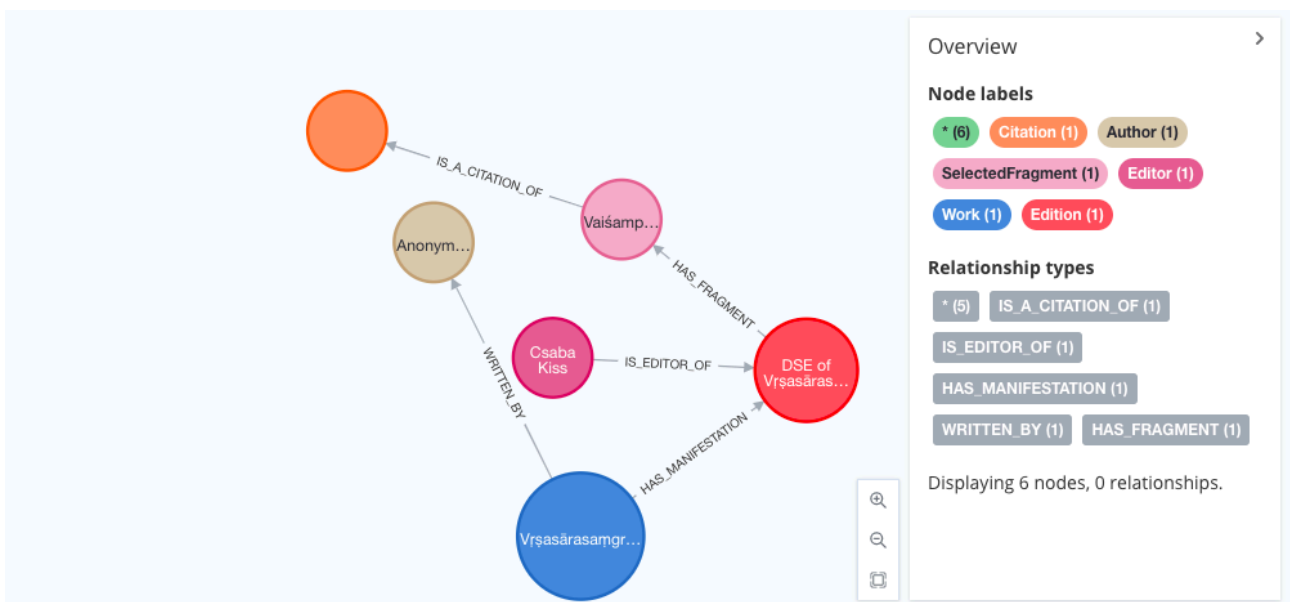 IS_A_CITATION_OF
Vaiśamp...
Anonym...
HAS_FRAGMENT
Csaba
Kiss
IS_EDITOR_OF
DSE of
Vṛṣasāras...
WRITTEN_BY
HAS_MANIFESTATION
Vṛṣasārasaṃgr...
Overview
Node labels
* (6) Citation (1) Author (1)
SelectedFragment (1) Editor (1)
Work (1) Edition (1)
Relationship types
* (5) IS_A_CITATION_OF (1)
IS_EDITOR_OF (1)
HAS_MANIFESTATION (1)
WRITTEN_BY (1) HAS_FRAGMENT (1)
Displaying 6 nodes, 0 relationships.